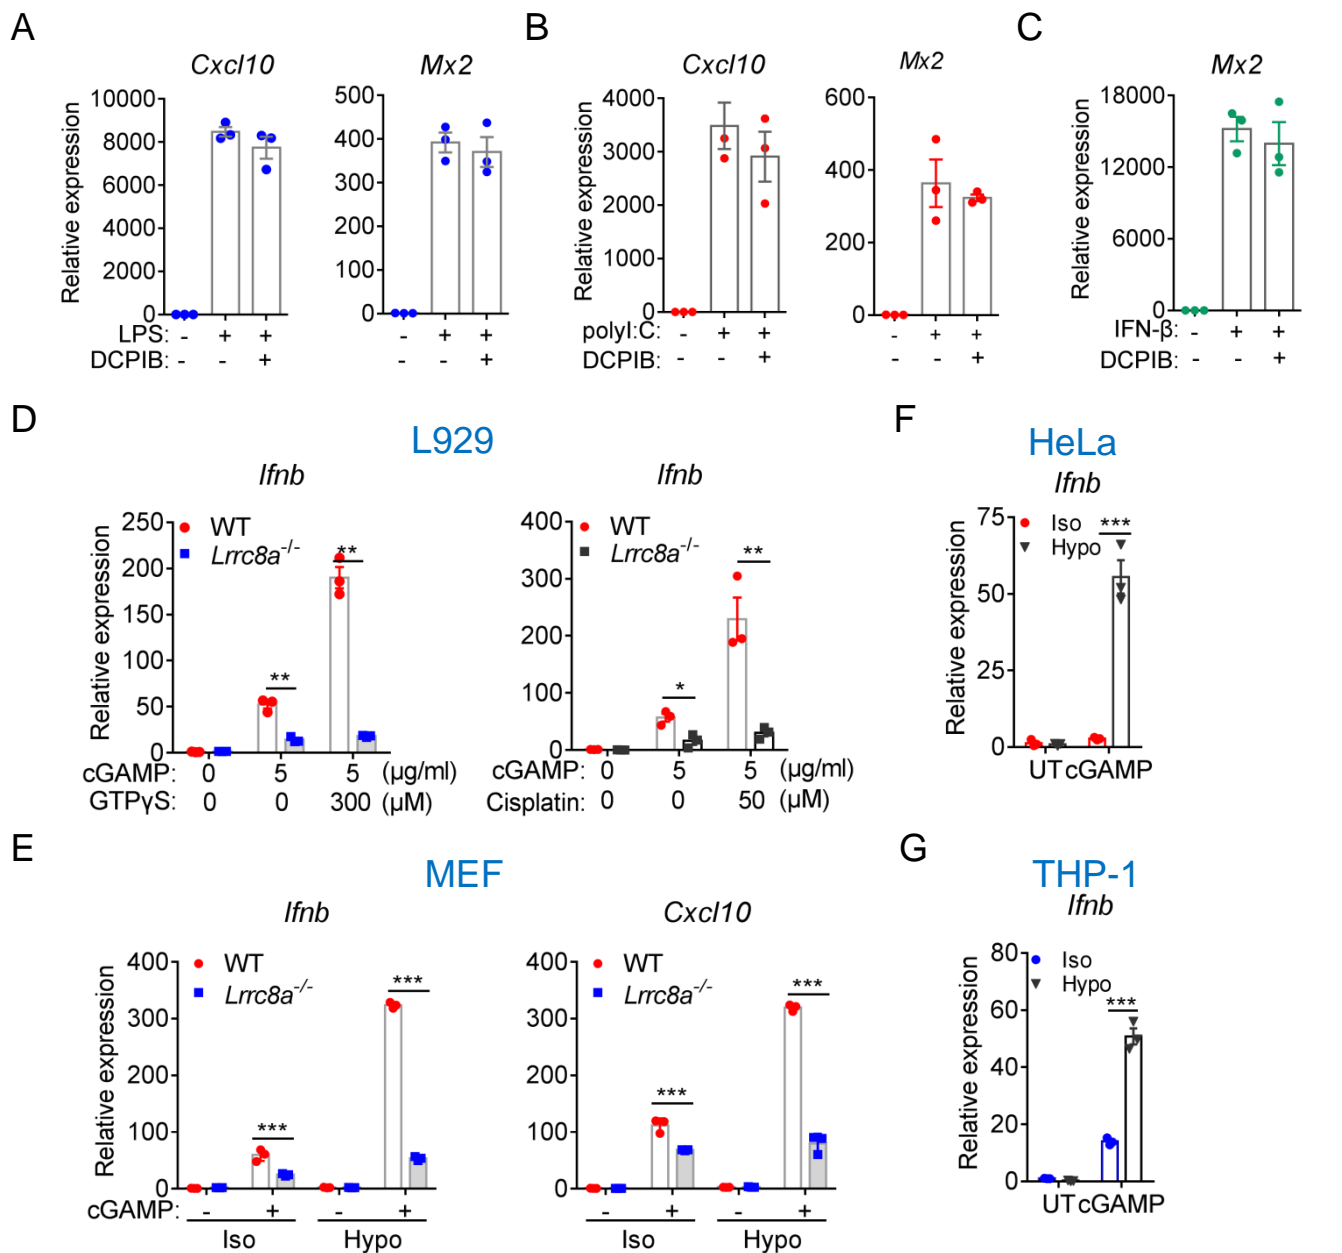 A
B
C
Cxcl10
Mx2
Cxcl10
Mx2
Mx2
Relative expression
10000
8000
6000
4000
2000
0
500
400
300
200
100
0
Relative expression
4000
3000
2000
1000
0
600
400
200
0
Relative expression
18000
12000
6000
0
LPS: - + +
DCPIB: - - +
- + +
- - +
polyI:C - + +
DCPIB: - - +
- + +
- - +
IFN-β: - + +
DCPIB: - - +
D
L929
Ifnb
Relative expression
250
200
150
100
50
0
WT
Lrrc8a-/-
**
**
cGAMP: 0 5 5 (μg/ml)
GTPγS: 0 0 300 (μM)
Ifnb
400
300
200
100
0
WT
Lrrc8a-/-
*
**
cGAMP: 0 5 5 (μg/ml)
Cisplatin: 0 0 50 (μM)
F
HeLa
Ifnb
Relative expression
75
50
25
0
Iso
Hypo
***
UT cGAMP
E
MEF
Ifnb
Relative expression
400
300
200
100
0
WT
Lrrc8a-/-
***
***
cGAMP: - + - +
Iso Hypo
Cxcl10
400
300
200
100
0
WT
Lrrc8a-/-
***
***
- + - +
Iso Hypo
G
THP-1
Ifnb
Relative expression
80
60
40
20
0
Iso
Hypo
***
UT cGAMP